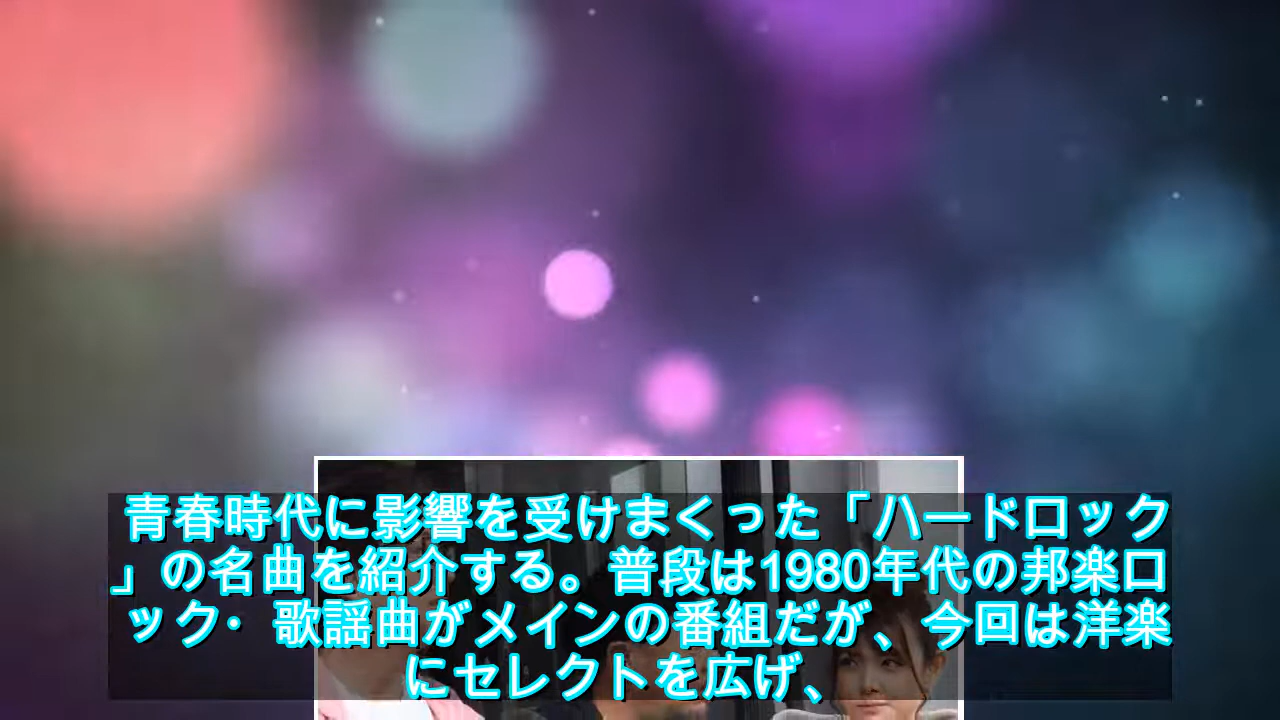 青春時代に影響を受けまくった「ハードロック
」の名曲を紹介する。普段は1980年代の邦楽ロ
ック・歌謡曲がメインの番組だが、今回は洋楽
にセレクトを広げ、